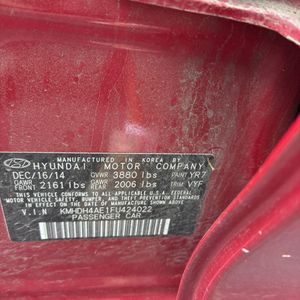 MANUFACTURED IN KOREA BY
HYUNDAI MOTOR COMPANY
DEC/16/14 GVWR 3880 lbs PAINT YR7
GAWR FRONT 2161 lbs GAWR REAR 2006 lbs TRIM VYF
THIS VEHICLE CONFORMS TO ALL APPLICABLE FEDERAL
MOTOR VEHICLE SAFETY, BUMPER, AND THEFT PREVENTION
STANDARDS IN EFFECT ON THE DATE OF MANUFACTURE
SHOWN ABOVE
V.I.N KMHDH4AE1FU424022
PASSENGER CAR